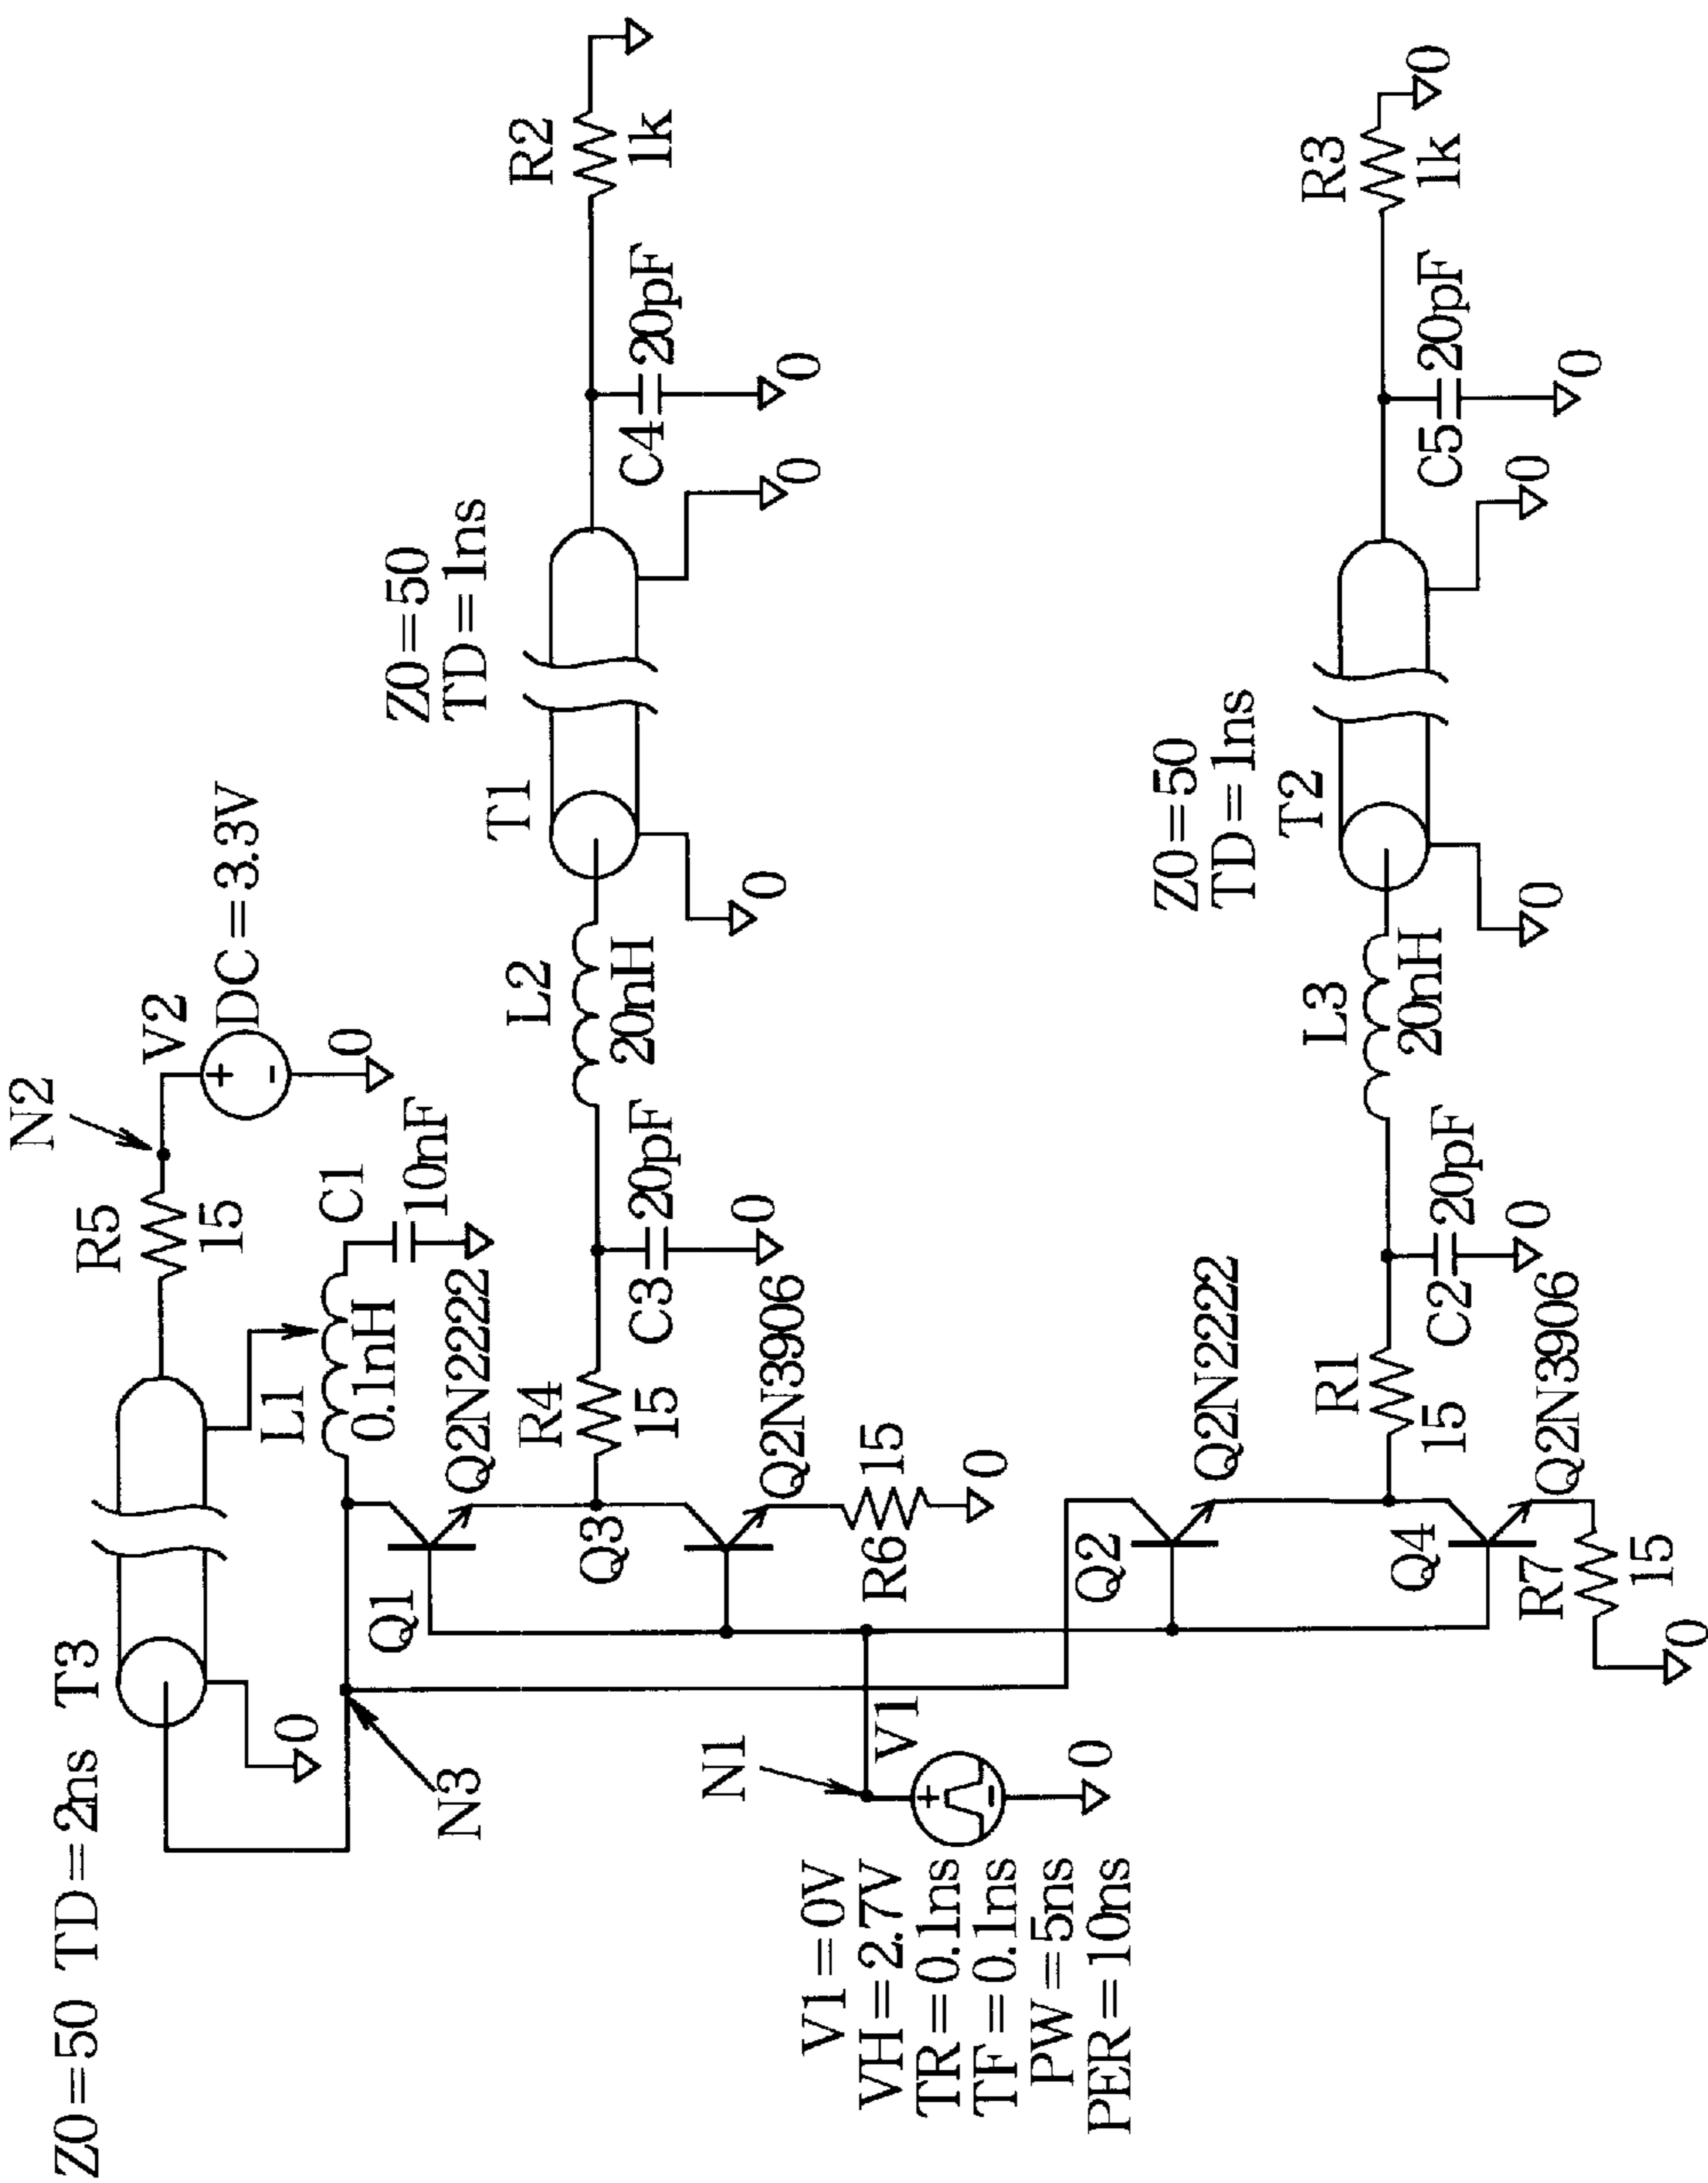 Z0=50 TD=2ns T3
R5
15
N2
V2
DC=3.3V
0
0
L1
0.1nH
C1
10nF
N3
Q1
Q2N2222
Q3
Q2N3906
R4
15
C3
20pF
0
L2
20nH
Z0=50
TD=1ns
T1
0
0
C4
20pF
0
R2
1k
R6
15
0
N1
V1
0
V1=0V
VH=2.7V
TR=0.1ns
TF=0.1ns
PW=5ns
PER=10ns
Q2
Q2N2222
Q4
Q2N3906
R7
15
0
R1
15
C2
20pF
0
L3
20nH
Z0=50
TD=1ns
T2
0
0
C5
20pF
0
R3
1k
0